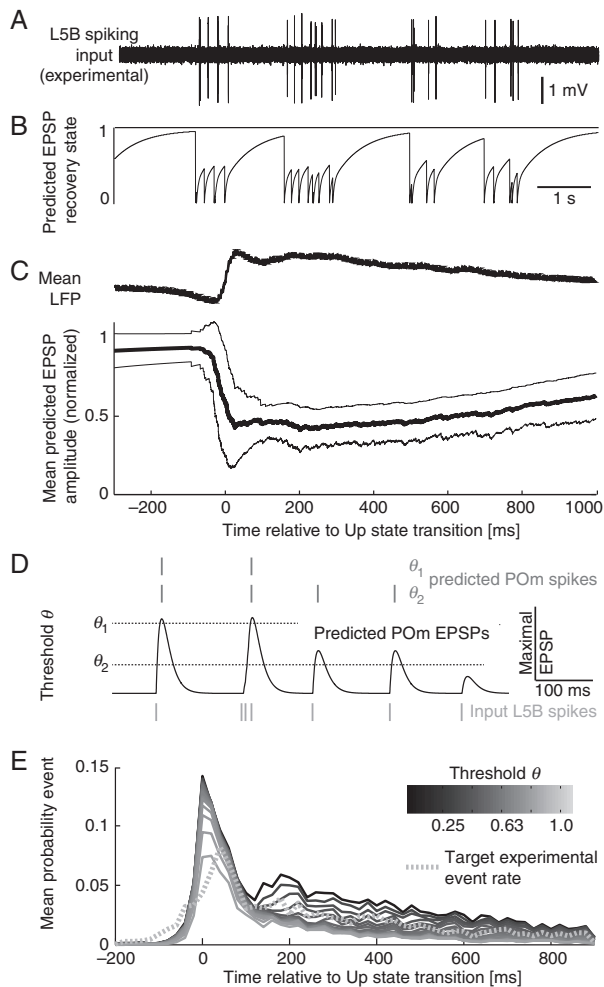 A
L5B spiking
input
(experimental)
1 mV
B
Predicted EPSP
recovery state
1
0
1 s
C
Mean
LFP
Mean predicted EPSP
amplitude (normalized)
1
0.5
0
−200 0 200 400 600 800 1000
Time relative to Up state transition [ms]
D
θ1 predicted POm spikes
θ2
Threshold θ
θ1
θ2
Predicted POm EPSPs
Maximal
EPSP
100 ms
Input L5B spikes
E
Mean probability event
0.15
0.1
0.05
0
Threshold θ
0.25 0.63 1.0
Target experimental
event rate
−200 0 200 400 600 800
Time relative to Up state transition [ms]